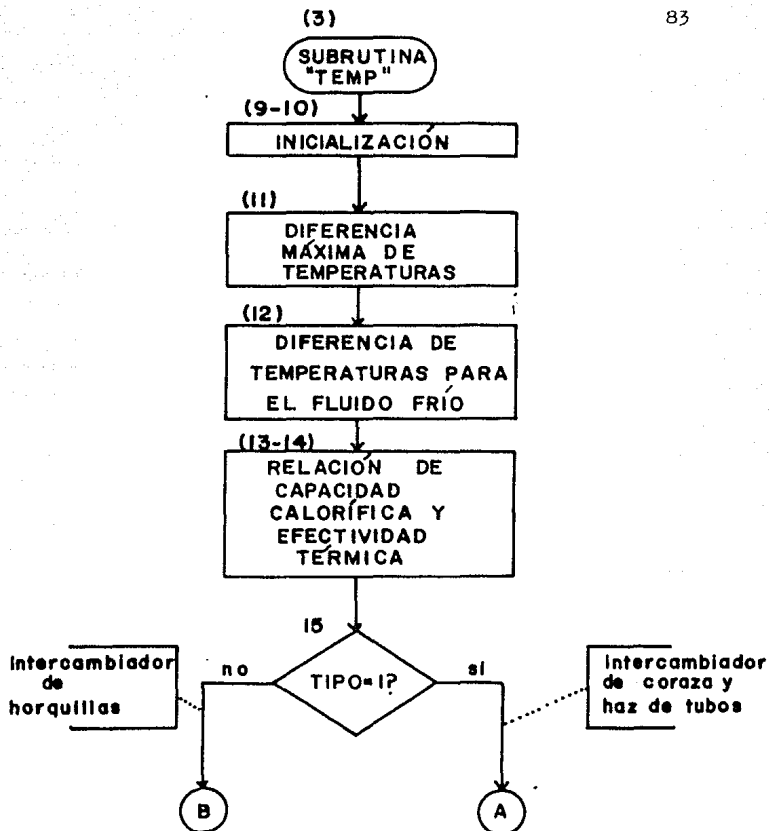 (3)
83
SUBRUTINA
"TEMP"
(9-10)
INICIALIZACIÓN
(11)
DIFERENCIA
MÁXIMA DE
TEMPERATURAS
(12)
DIFERENCIA DE
TEMPERATURAS PARA
EL FLUIDO FRÍO
(13-14)
RELACIÓN DE
CAPACIDAD
CALORÍFICA Y
EFECTIVIDAD
TÉRMICA
15
Intercambiador
de
horquillas
no
TIPO=1?
sí
Intercambiador
de coraza y
haz de tubos
B
A